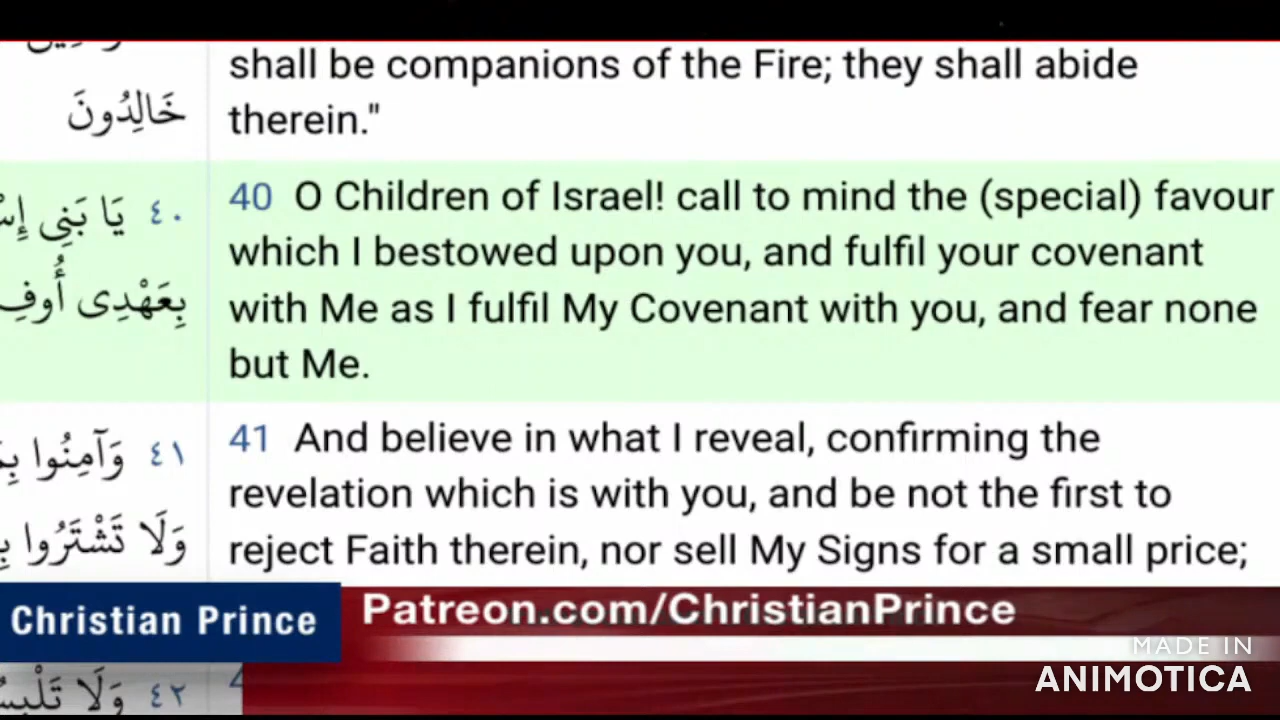 shall be companions of the Fire; they shall abide
خَالِدُونَ
therein."
٤٠ يَا بَنِي
40 O Children of Israel! call to mind the (special) favour
which I bestowed upon you, and fulfil your covenant
بِعَهْدِي أُوفِ
with Me as I fulfil My Covenant with you, and fear none
but Me.
٤١ وَآمِنُوا
41 And believe in what I reveal, confirming the
revelation which is with you, and be not the first to
وَلَا تَشْتَرُوا
reject Faith therein, nor sell My Signs for a small price;
Christian Prince
Patreon.com/ChristianPrince
٤٢ وَلَا
MADE IN
ANIMOTICA